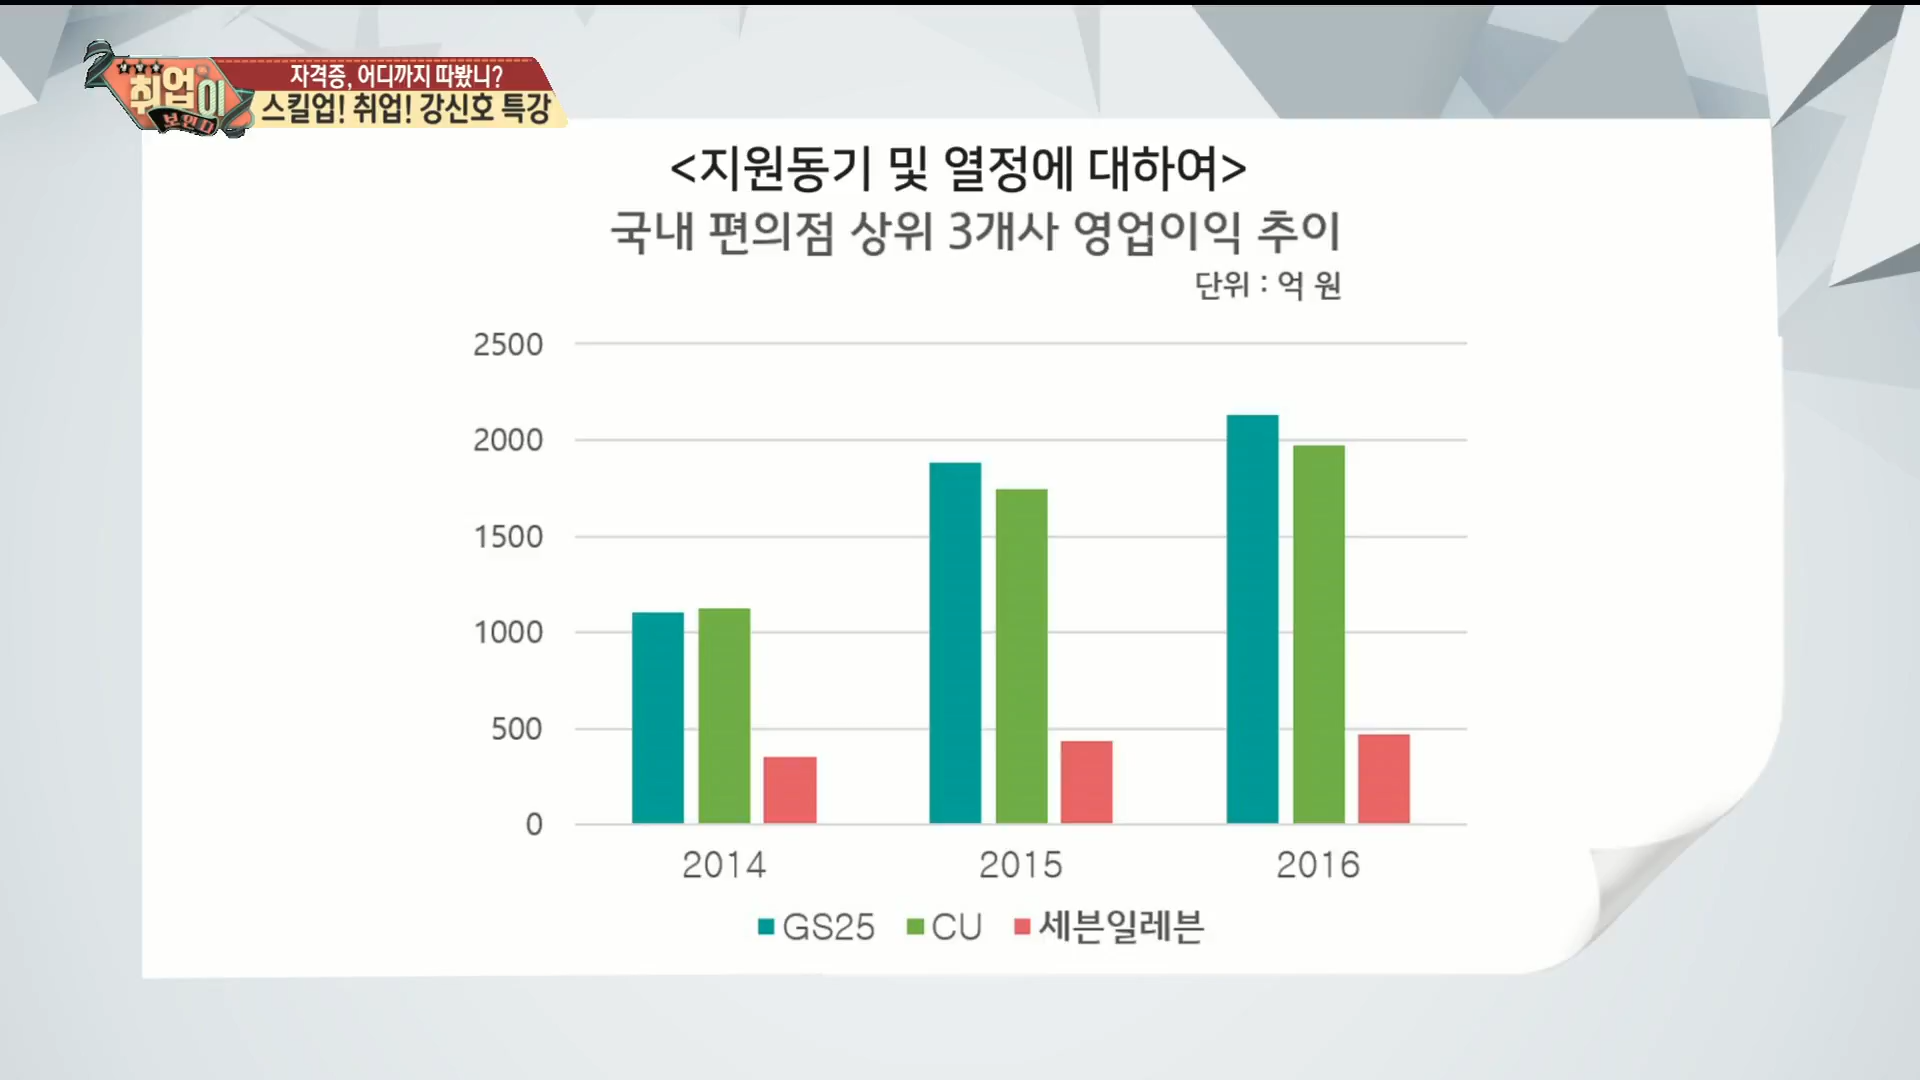 취업이
보인다
자격증, 어디까지 따봤니?
스킬업! 취업! 강신호 특강
<지원동기 및 열정에 대하여>
국내 편의점 상위 3개사 영업이익 추이
단위 : 억 원
2500
2000
1500
1000
500
0
2014 2015 2016
GS25 CU 세븐일레븐